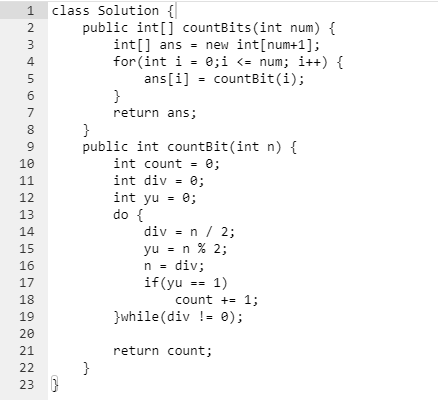 1 class Solution {
2     public int[] countBits(int num) {
3         int[] ans = new int[num+1];
4         for(int i = 0;i <= num; i++) {
5             ans[i] = countBit(i);
6         }
7         return ans;
8     }
9     public int countBit(int n) {
10         int count = 0;
11         int div = 0;
12         int yu = 0;
13         do {
14             div = n / 2;
15             yu = n % 2;
16             n = div;
17             if(yu == 1)
18                 count += 1;
19         }while(div != 0);
20
21         return count;
22     }
23 }